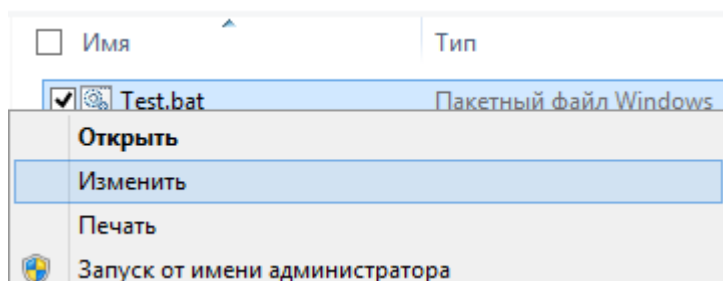 Имя Тип
Test.bat Пакетный файл Windows
Открыть
Изменить
Печать
Запуск от имени администратора